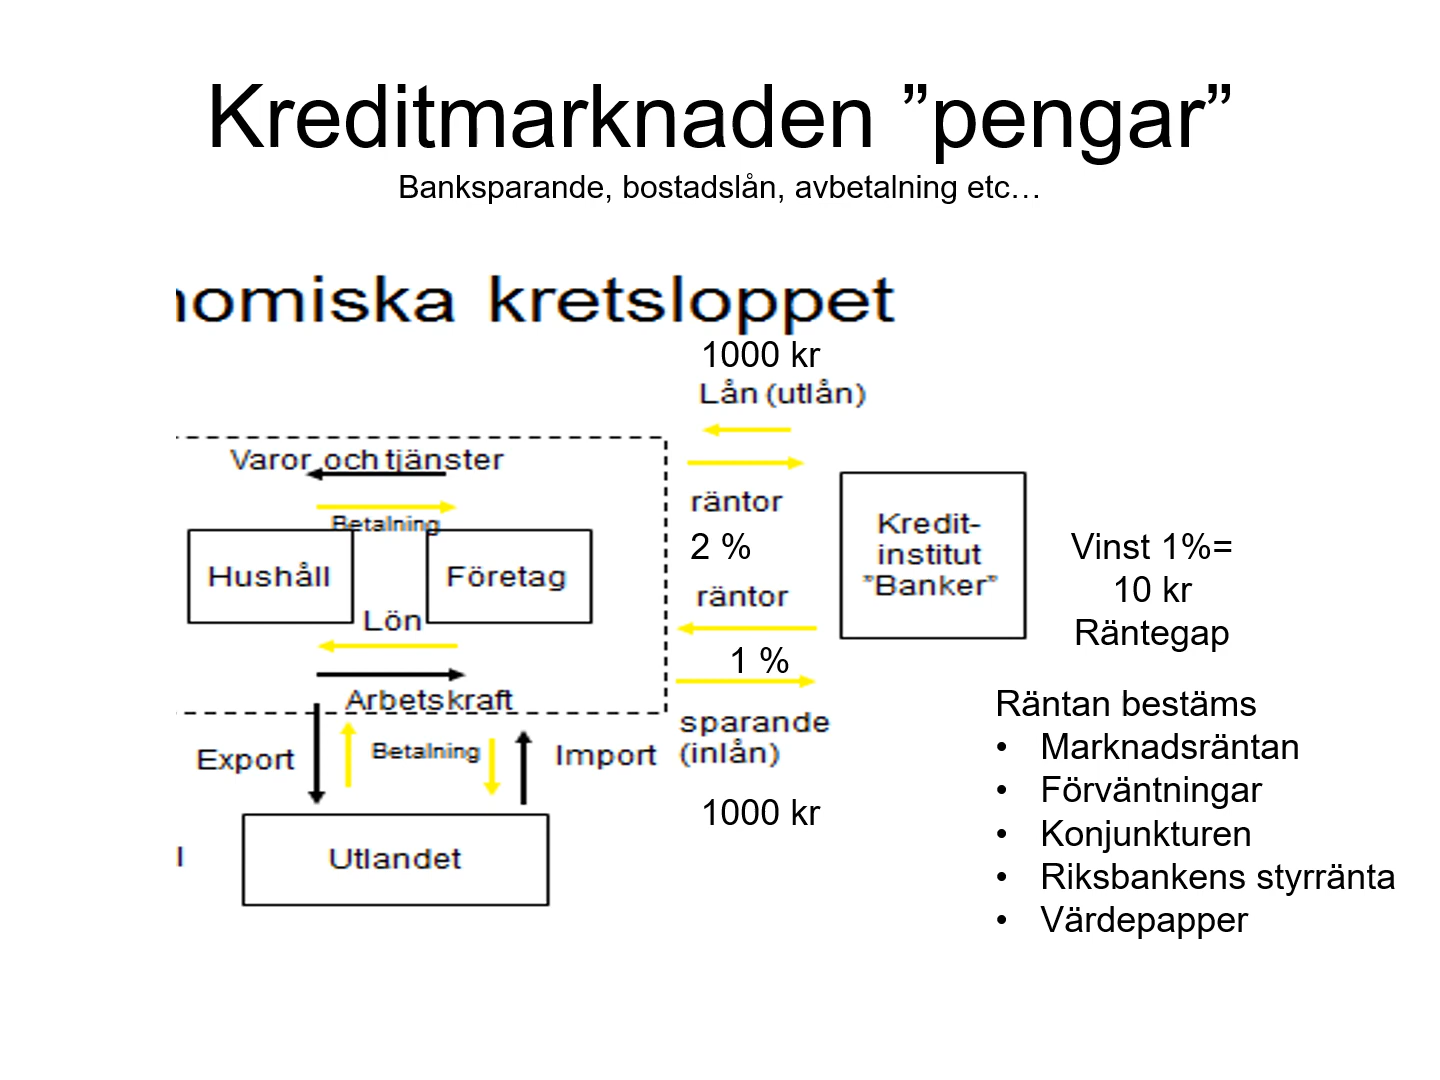 Kreditmarknaden ”pengar”
Banksparande, bostadslån, avbetalning etc…
nomiska kretsloppet
1000 kr
Lån (utlån)
Varor och tjänster
Betalning
räntor
2 %
Kredit-
institut
”Banker”
Vinst 1%=
10 kr
Räntegap
Hushåll
Företag
räntor
Lön
1 %
Arbetskraft
sparande
(inlån)
Export
Betalning
Import
1000 kr
Utlandet
l
Räntan bestäms
• Marknadsräntan
• Förväntningar
• Konjunkturen
• Riksbankens styrränta
• Värdepapper